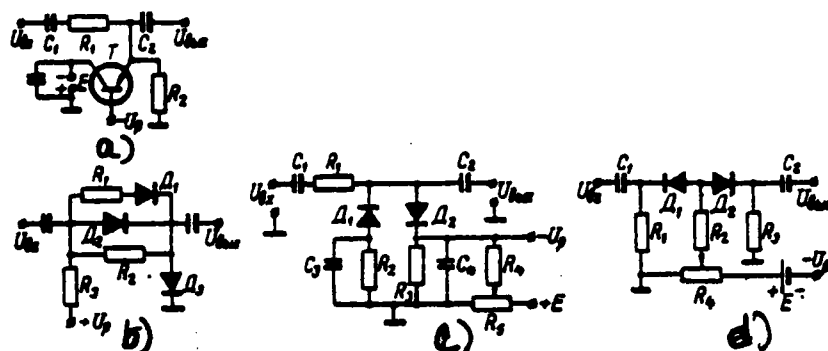 Uвх C₁ R₁ T C₂ Uвых
- + E R₂
-Uр
a)
R₁ Д₁
Uвх Д₂ Uвых
R₂
R₃ Д₃
+Uр
b)
C₁ R₁ C₂
Uвх Uвых
Д₁ Д₂
-Uр
C₃ R₂ R₃ C₄ R₄
+E
R₅
c)
C₁ Д₁ Д₂ C₂
Uвх Uвых
R₁ R₂ R₃
R₄ + E - -Uр
d)